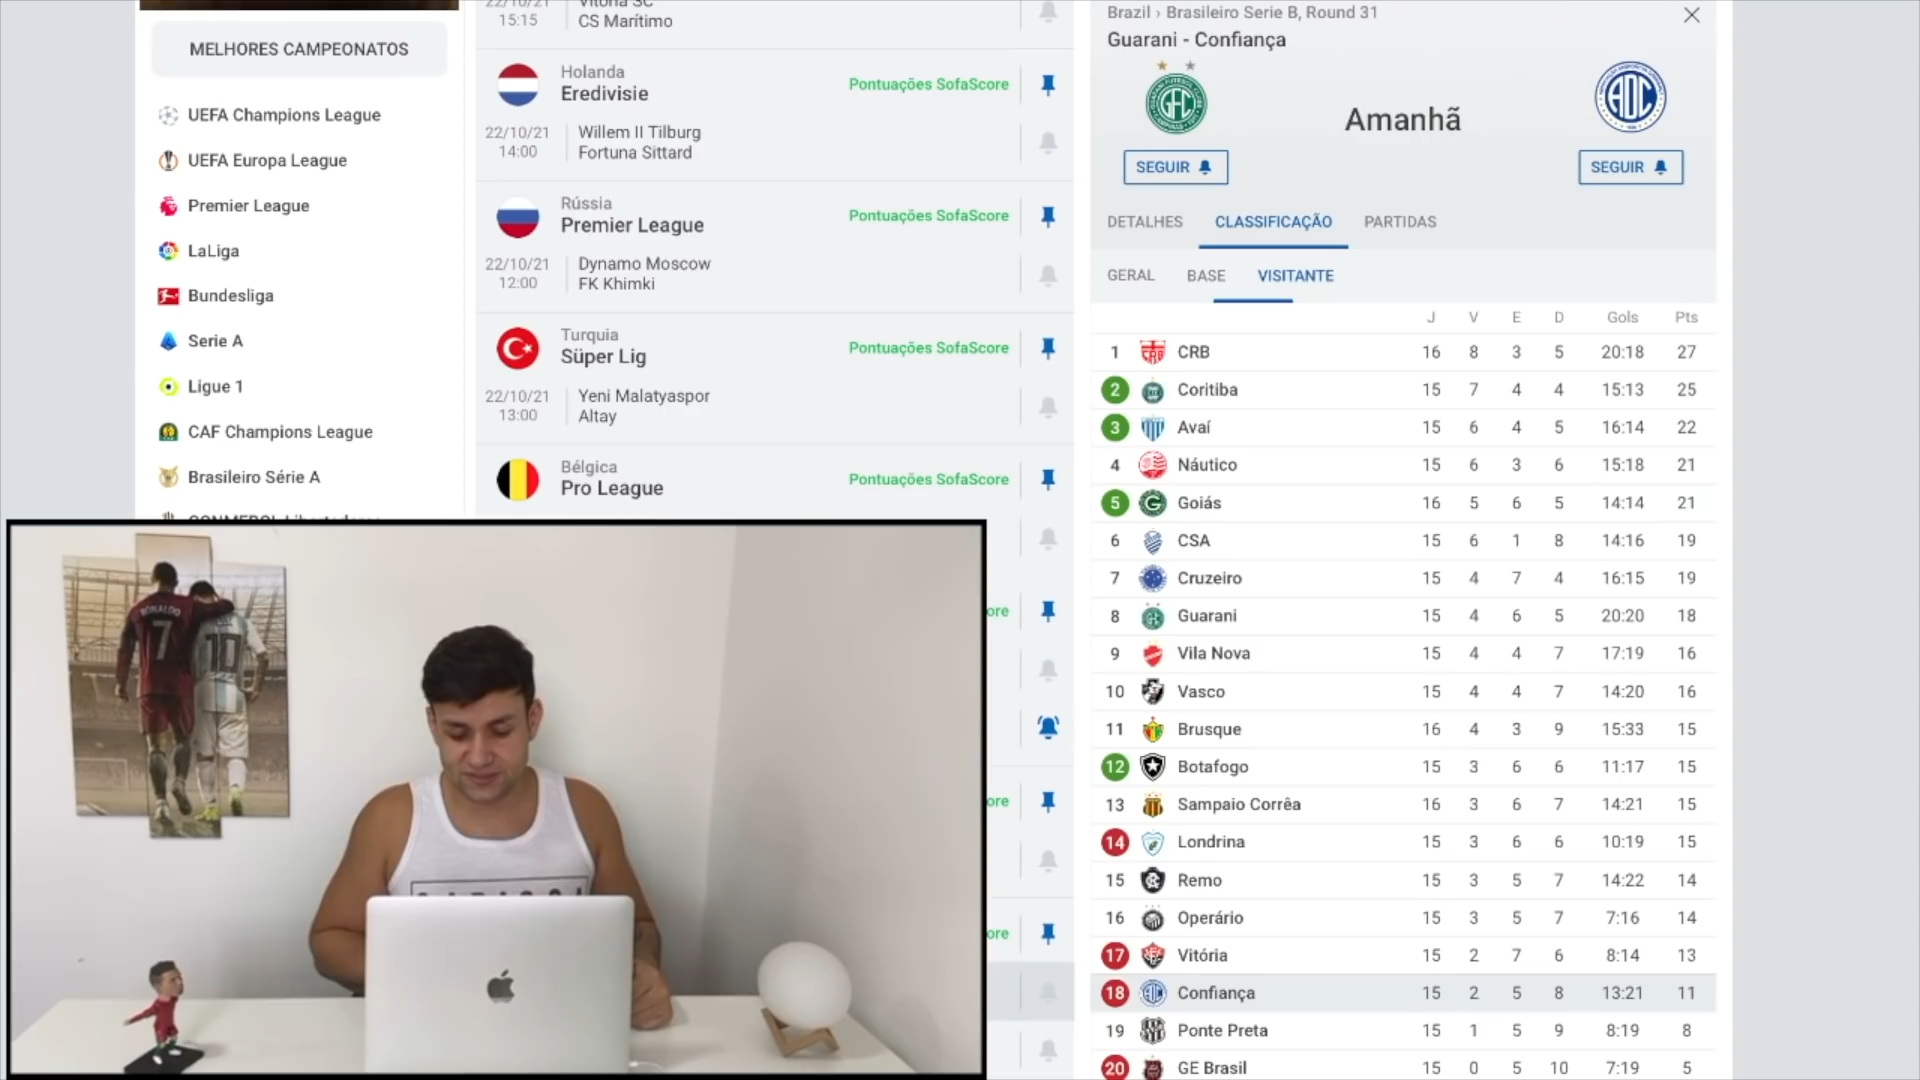 MELHORES CAMPEONATOS
UEFA Champions League
UEFA Europa League
Premier League
LaLiga
Bundesliga
Serie A
Ligue 1
CAF Champions League
Brasileiro Série A
22/10/21
15:15
Vitória SC
CS Marítimo
Holanda
Eredivisie
Pontuações SofaScore
22/10/21
14:00
Willem II Tilburg
Fortuna Sittard
Rússia
Premier League
Pontuações SofaScore
22/10/21
12:00
Dynamo Moscow
FK Khimki
Turquia
Süper Lig
Pontuações SofaScore
22/10/21
13:00
Yeni Malatyaspor
Altay
Bélgica
Pro League
Pontuações SofaScore
ore
ore
ore
RONALDO
7
10
Brazil › Brasileiro Serie B, Round 31
Guarani - Confiança
Amanhã
SEGUIR
SEGUIR
DETALHES CLASSIFICAÇÃO PARTIDAS
GERAL BASE VISITANTE
J V E D Gols Pts
1 CRB 16 8 3 5 20:18 27
2 Coritiba 15 7 4 4 15:13 25
3 Avaí 15 6 4 5 16:14 22
4 Náutico 15 6 3 6 15:18 21
5 Goiás 16 5 6 5 14:14 21
6 CSA 15 6 1 8 14:16 19
7 Cruzeiro 15 4 7 4 16:15 19
8 Guarani 15 4 6 5 20:20 18
9 Vila Nova 15 4 4 7 17:19 16
10 Vasco 15 4 4 7 14:20 16
11 Brusque 16 4 3 9 15:33 15
12 Botafogo 15 3 6 6 11:17 15
13 Sampaio Corrêa 16 3 6 7 14:21 15
14 Londrina 15 3 6 6 10:19 15
15 Remo 15 3 5 7 14:22 14
16 Operário 15 3 5 7 7:16 14
17 Vitória 15 2 7 6 8:14 13
18 Confiança 15 2 5 8 13:21 11
19 Ponte Preta 15 1 5 9 8:19 8
20 GE Brasil 15 0 5 10 7:19 5